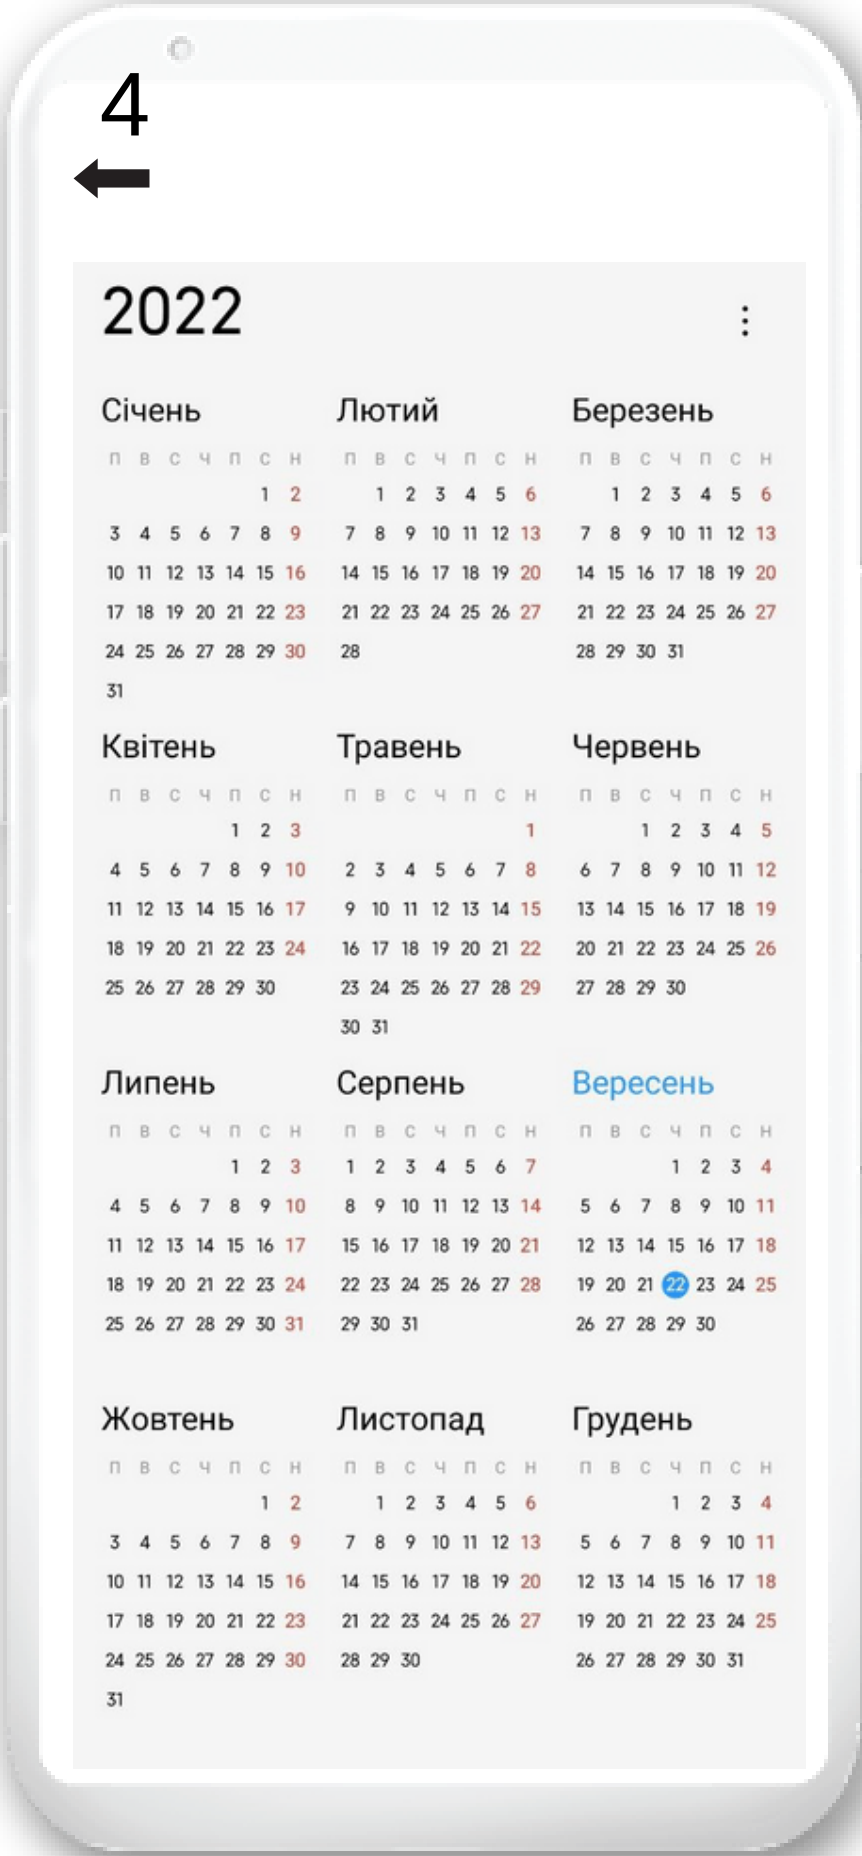 4
2022
Січень Лютий Березень
П В С Ч П С Н П В С Ч П С Н П В С Ч П С Н
1 2 1 2 3 4 5 6 1 2 3 4 5 6
3 4 5 6 7 8 9 7 8 9 10 11 12 13 7 8 9 10 11 12 13
10 11 12 13 14 15 16 14 15 16 17 18 19 20 14 15 16 17 18 19 20
17 18 19 20 21 22 23 21 22 23 24 25 26 27 21 22 23 24 25 26 27
24 25 26 27 28 29 30 28 28 29 30 31
31
Квітень Травень Червень
П В С Ч П С Н П В С Ч П С Н П В С Ч П С Н
1 2 3 1 1 2 3 4 5
4 5 6 7 8 9 10 2 3 4 5 6 7 8 6 7 8 9 10 11 12
11 12 13 14 15 16 17 9 10 11 12 13 14 15 13 14 15 16 17 18 19
18 19 20 21 22 23 24 16 17 18 19 20 21 22 20 21 22 23 24 25 26
25 26 27 28 29 30 23 24 25 26 27 28 29 27 28 29 30
30 31
Липень Серпень Вересень
П В С Ч П С Н П В С Ч П С Н П В С Ч П С Н
1 2 3 1 2 3 4 5 6 7 1 2 3 4
4 5 6 7 8 9 10 8 9 10 11 12 13 14 5 6 7 8 9 10 11
11 12 13 14 15 16 17 15 16 17 18 19 20 21 12 13 14 15 16 17 18
18 19 20 21 22 23 24 22 23 24 25 26 27 28 19 20 21 22 23 24 25
25 26 27 28 29 30 31 29 30 31 26 27 28 29 30
Жовтень Листопад Грудень
П В С Ч П С Н П В С Ч П С Н П В С Ч П С Н
1 2 1 2 3 4 5 6 1 2 3 4
3 4 5 6 7 8 9 7 8 9 10 11 12 13 5 6 7 8 9 10 11
10 11 12 13 14 15 16 14 15 16 17 18 19 20 12 13 14 15 16 17 18
17 18 19 20 21 22 23 21 22 23 24 25 26 27 19 20 21 22 23 24 25
24 25 26 27 28 29 30 28 29 30 26 27 28 29 30 31
31